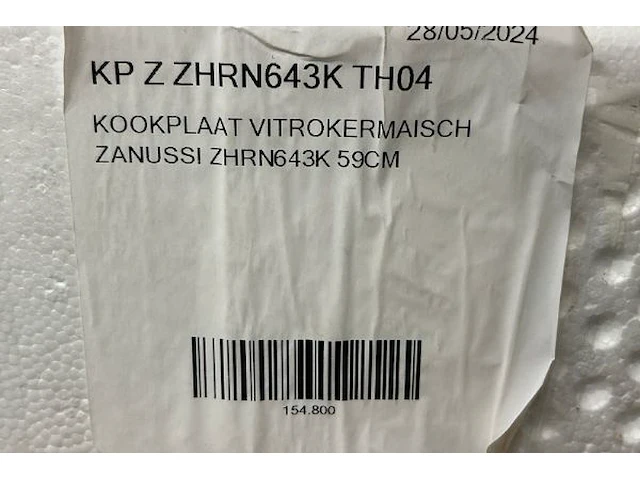 28/05/2024
KP Z ZHRN643K TH04
KOOKPLAAT VITROKERMAISCH
ZANUSSI ZHRN643K 59CM
154.800